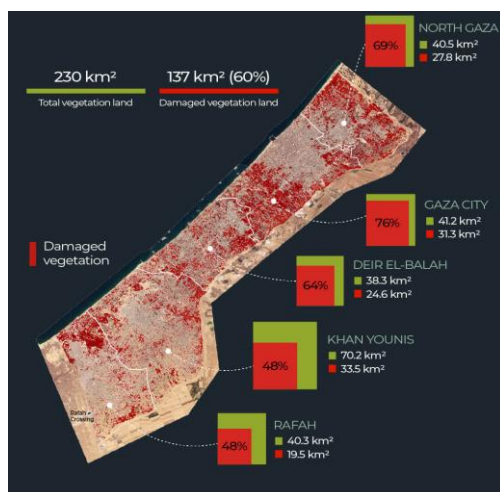 NORTH GAZA
69%
40.5 km²
27.8 km²
230 km²
Total vegetation land
137 km² (60%)
Damaged vegetation land
GAZA CITY
76%
41.2 km²
31.3 km²
Damaged
vegetation
DEIR EL-BALAH
64%
38.3 km²
24.6 km²
KHAN YOUNIS
48%
70.2 km²
33.5 km²
Rafah
Crossing
RAFAH
48%
40.3 km²
19.5 km²